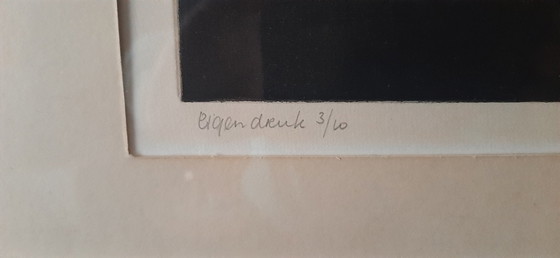 eigen druk 3/10